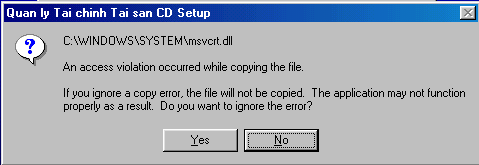 Quan ly Tai chinh Tai san CD Setup
C:\WINDOWS\SYSTEM\msvcrt.dll
An access violation occurred while copying the file.
If you ignore a copy error, the file will not be copied.  The application may not function
properly as a result.  Do you want to ignore the error?
Yes
No